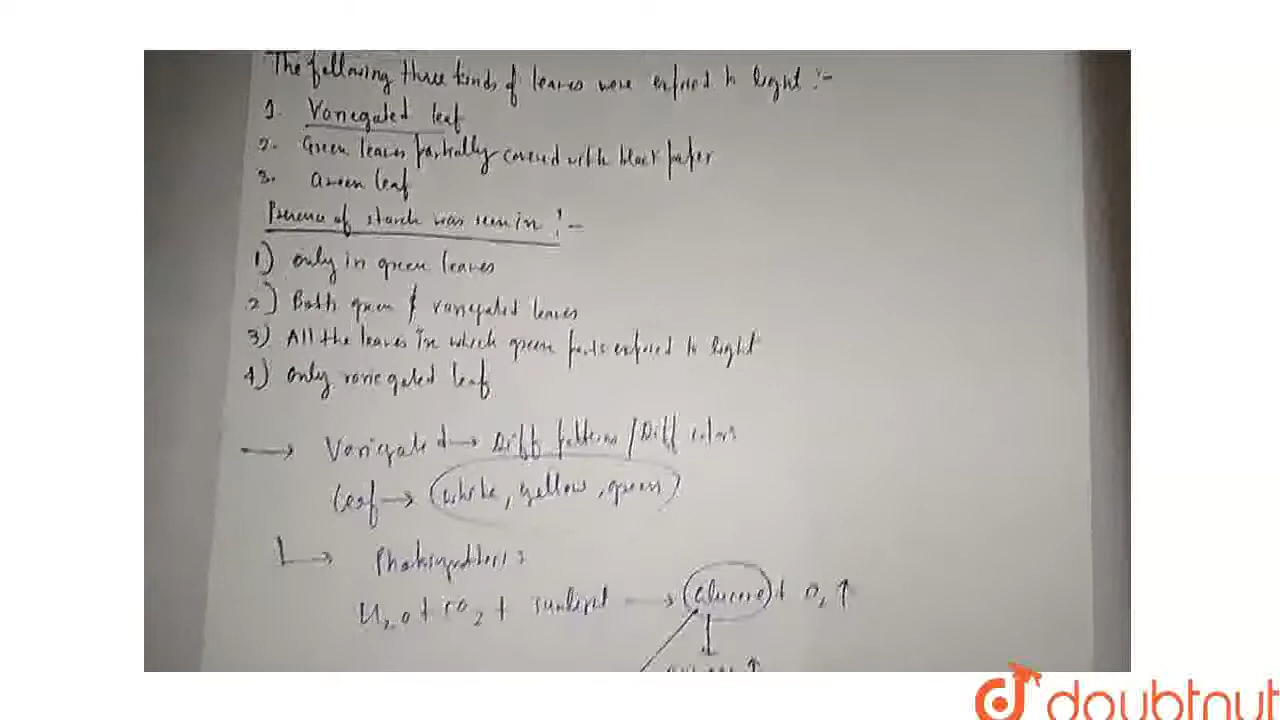 The following three kinds of leaves were exposed to light :-
1. Variegated leaf
2. Green leaves partially covered with black paper
3. Green leaf
Presence of starch was seen in :-
1) only in green leaves
2) Both green & variegated leaves
3) All the leaves in which green parts exposed to light
4) only variegated leaf
→ Variegated → Diff patterns / Diff colors
leaf → (white, yellow, green)
↳ Photosynthesis
H₂O + CO₂ + sunlight → Glucose + O₂ ↑
doubtnut